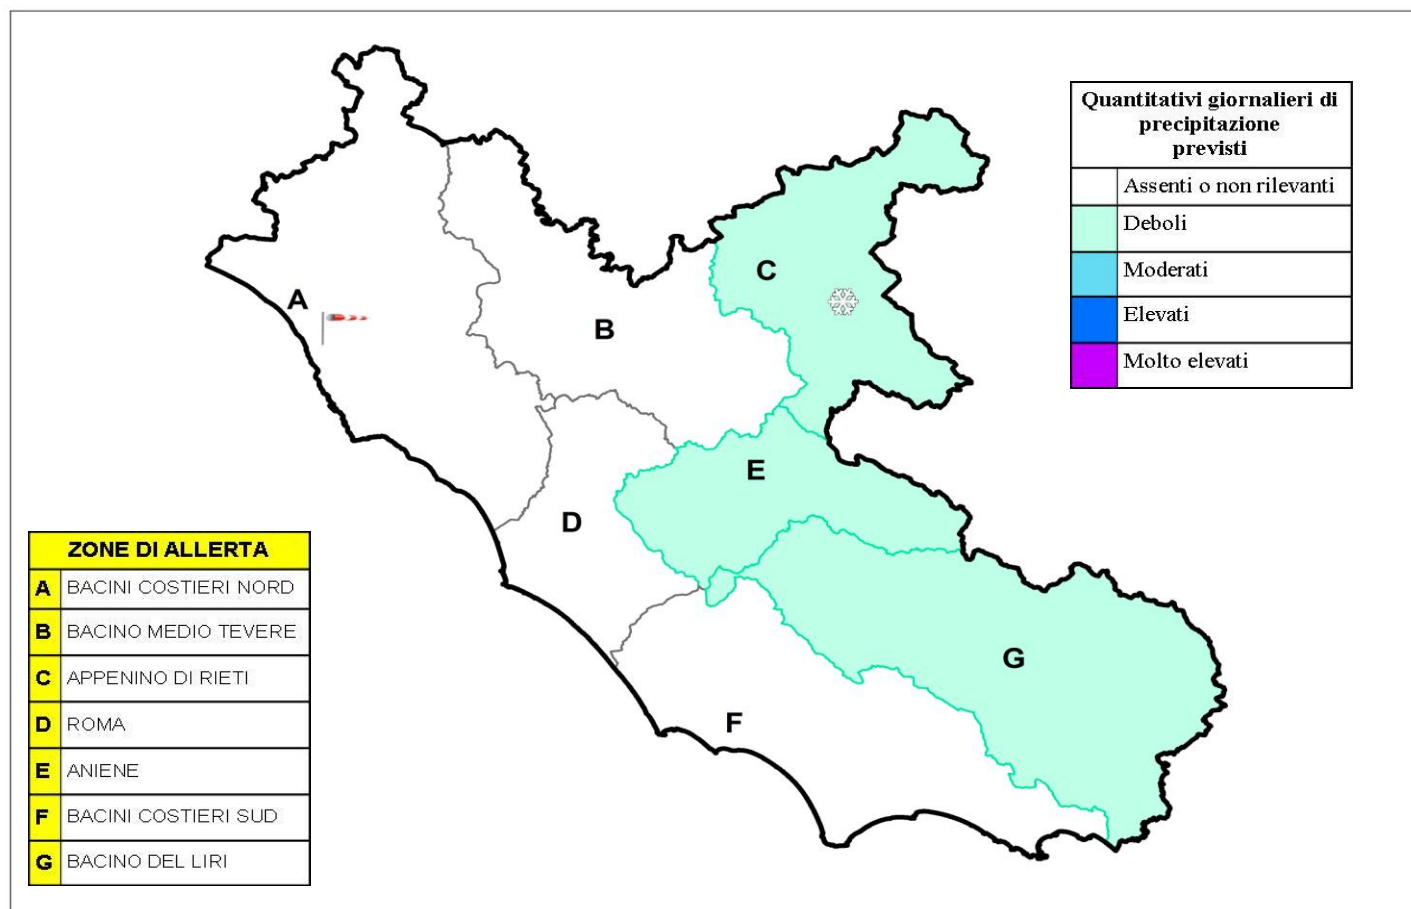 Quantitativi giornalieri di
precipitazione
previsti
Assenti o non rilevanti
Deboli
Moderati
Elevati
Molto elevati
A
B
C
D
E
F
G
ZONE DI ALLERTA
A BACINI COSTIERI NORD
B BACINO MEDIO TEVERE
C APPENINO DI RIETI
D ROMA
E ANIENE
F BACINI COSTIERI SUD
G BACINO DEL LIRI